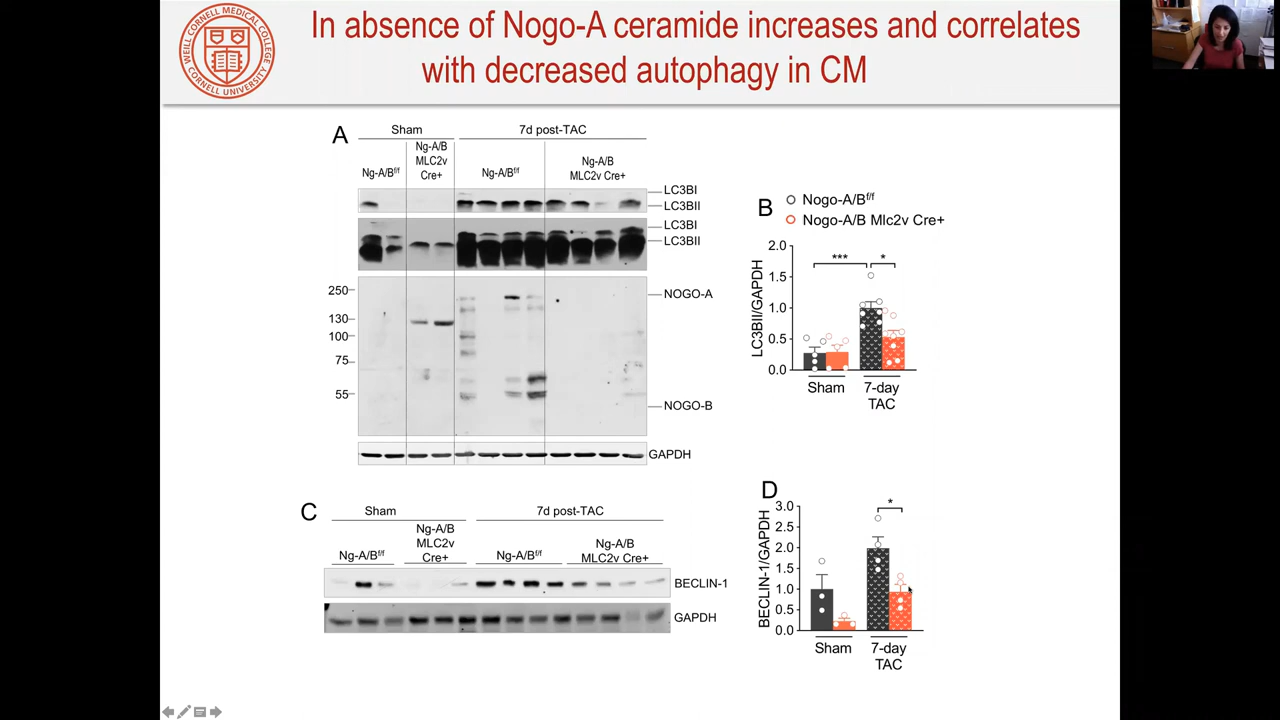 WEILL CORNELL MEDICAL COLLEGE
CORNELL UNIVERSITY
In absence of Nogo-A ceramide increases and correlates
with decreased autophagy in CM
A
Sham
7d post-TAC
Ng-A/Bf/f
Ng-A/B
MLC2v
Cre+
Ng-A/Bf/f
Ng-A/B
MLC2v Cre+
LC3BI
LC3BII
LC3BI
LC3BII
250
130
100
75
55
NOGO-A
NOGO-B
GAPDH
B
Nogo-A/Bf/f
Nogo-A/B Mlc2v Cre+
LC3BII/GAPDH
2.0
1.5
1.0
0.5
0.0
***
*
Sham
7-day
TAC
C
Sham
7d post-TAC
Ng-A/Bf/f
Ng-A/B
MLC2v
Cre+
Ng-A/Bf/f
Ng-A/B
MLC2v Cre+
BECLIN-1
GAPDH
D
BECLIN-1/GAPDH
3.0
2.5
2.0
1.5
1.0
0.5
0.0
*
Sham
7-day
TAC